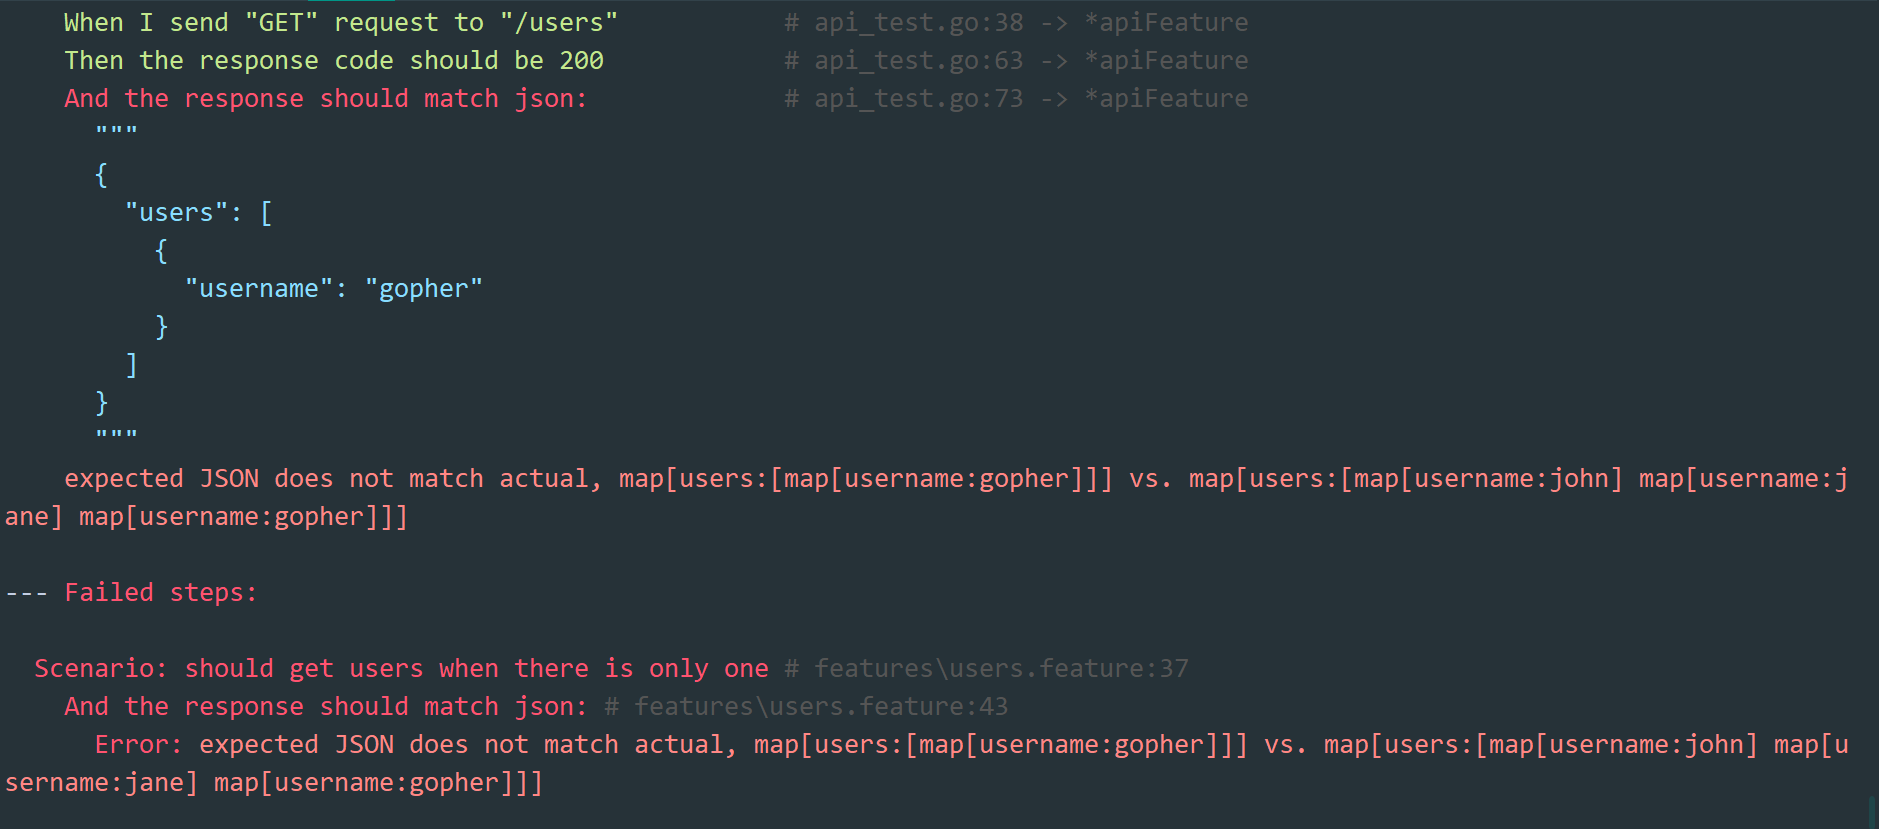 When I send "GET" request to "/users" # api_test.go:38 -> *apiFeature
Then the response code should be 200 # api_test.go:63 -> *apiFeature
And the response should match json: # api_test.go:73 -> *apiFeature
"""
{
"users": [
{
"username": "gopher"
}
]
}
"""
expected JSON does not match actual, map[users:[map[username:gopher]]] vs. map[users:[map[username:john] map[username:j
ane] map[username:gopher]]]
--- Failed steps:
Scenario: should get users when there is only one # features\users.feature:37
And the response should match json: # features\users.feature:43
Error: expected JSON does not match actual, map[users:[map[username:gopher]]] vs. map[users:[map[username:john] map[u
sername:jane] map[username:gopher]]]